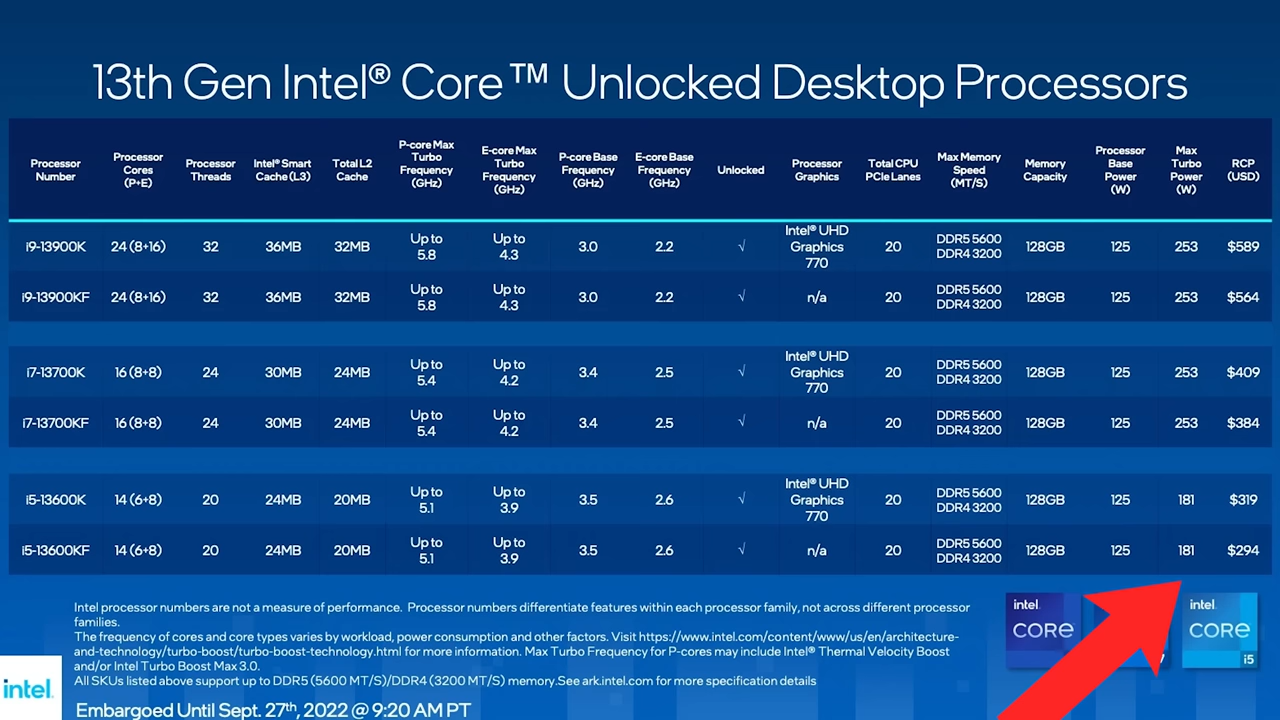 13th Gen Intel® Core™ Unlocked Desktop Processors
Processor Number Processor Cores (P+E) Processor Threads Intel® Smart Cache (L3) Total L2 Cache P-core Max Turbo Frequency (GHz) E-core Max Turbo Frequency (GHz) P-core Base Frequency (GHz) E-core Base Frequency (GHz) Unlocked Processor Graphics Total CPU PCIe Lanes Max Memory Speed (MT/S) Memory Capacity Processor Base Power (W) Max Turbo Power (W) RCP (USD)
i9-13900K 24 (8+16) 32 36MB 32MB Up to 5.8 Up to 4.3 3.0 2.2 √ Intel® UHD Graphics 770 20 DDR5 5600 DDR4 3200 128GB 125 253 $589
i9-13900KF 24 (8+16) 32 36MB 32MB Up to 5.8 Up to 4.3 3.0 2.2 √ n/a 20 DDR5 5600 DDR4 3200 128GB 125 253 $564
i7-13700K 16 (8+8) 24 30MB 24MB Up to 5.4 Up to 4.2 3.4 2.5 √ Intel® UHD Graphics 770 20 DDR5 5600 DDR4 3200 128GB 125 253 $409
i7-13700KF 16 (8+8) 24 30MB 24MB Up to 5.4 Up to 4.2 3.4 2.5 √ n/a 20 DDR5 5600 DDR4 3200 128GB 125 253 $384
i5-13600K 14 (6+8) 20 24MB 20MB Up to 5.1 Up to 3.9 3.5 2.6 √ Intel® UHD Graphics 770 20 DDR5 5600 DDR4 3200 128GB 125 181 $319
i5-13600KF 14 (6+8) 20 24MB 20MB Up to 5.1 Up to 3.9 3.5 2.6 √ n/a 20 DDR5 5600 DDR4 3200 128GB 125 181 $294
Intel processor numbers are not a measure of performance. Processor numbers differentiate features within each processor family, not across different processor
families.
The frequency of cores and core types varies by workload, power consumption and other factors. Visit https://www.intel.com/content/www/us/en/architecture-
and-technology/turbo-boost/turbo-boost-technology.html for more information. Max Turbo Frequency for P-cores may include Intel® Thermal Velocity Boost
and/or Intel Turbo Boost Max 3.0.
All SKUs listed above support up to DDR5 (5600 MT/S)/DDR4 (3200 MT/S) memory.See ark.intel.com for more specification details
intel.
Embargoed Until Sept. 27th, 2022 @ 9:20 AM PT
intel.
CORE
intel.
CORE
i5